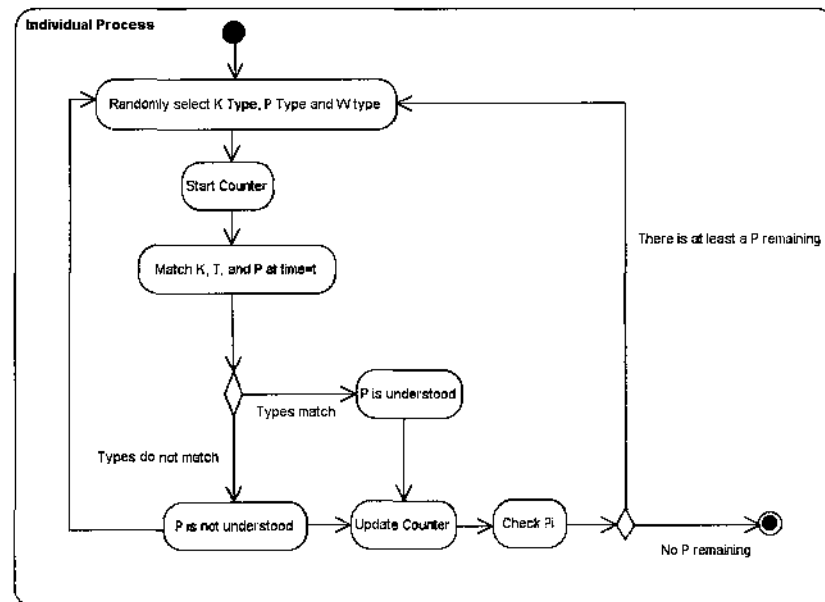 Individual Process
Randomly select K Type, P Type and W type
Start Counter
There is at least a P remaining
Match K, T, and P at time=t
P is understood
Types match
Types do not match
P is not understood
Update Counter
Check Pi
No P remaining